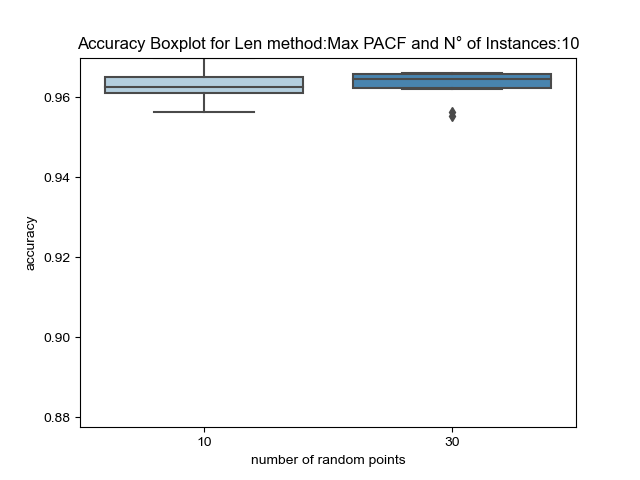 Accuracy Boxplot for Len method:Max PACF and N° of Instances:10
0.96
0.94
0.92
0.90
0.88
accuracy
10
30
number of random points